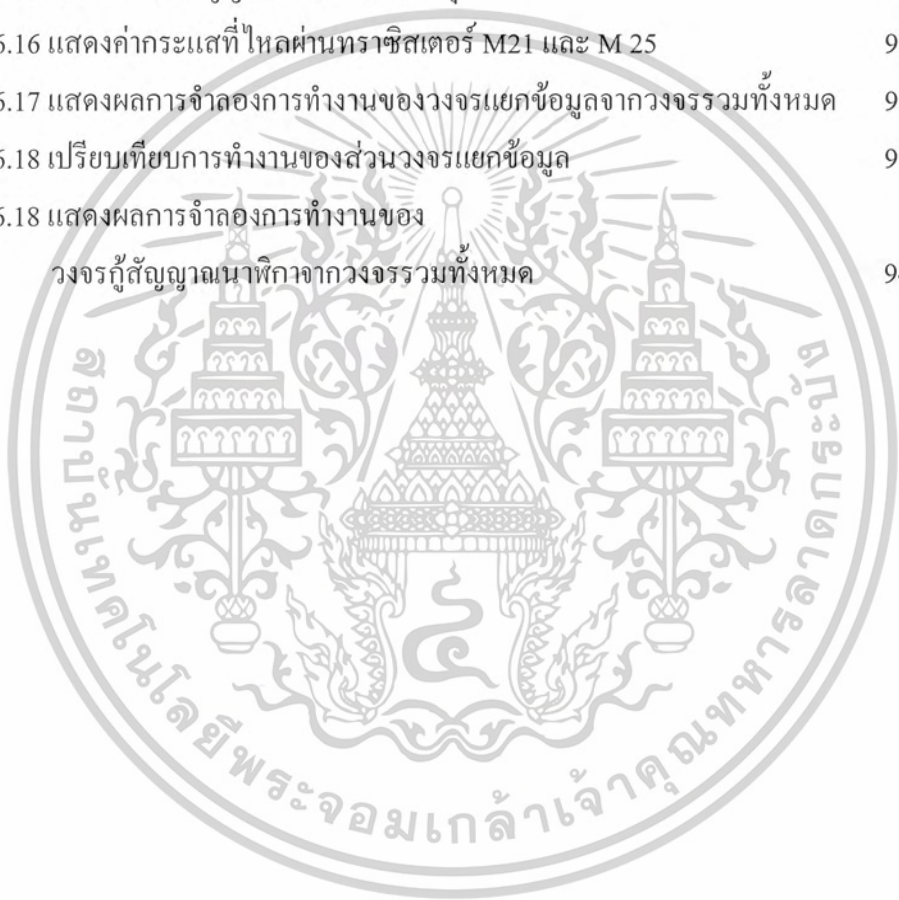 6.16 แสดงค่ากระแสที่ไหลผ่านทราซิสเตอร์ M21 และ M 25 9
6.17 แสดงผลการจำลองการทำงานของวงจรแยกข้อมูลจากวงจรรวมทั้งหมด 9
6.18 เปรียบเทียบการทำงานของส่วนวงจรแยกข้อมูล 9
6.18 แสดงผลการจำลองการทำงานของ
วงจรกู้สัญญาณนาฬิกาจากวงจรรวมทั้งหมด 9
สถาบันเทคโนโลยีพระจอมเกล้าเจ้าคุณทหารลาดกระบัง